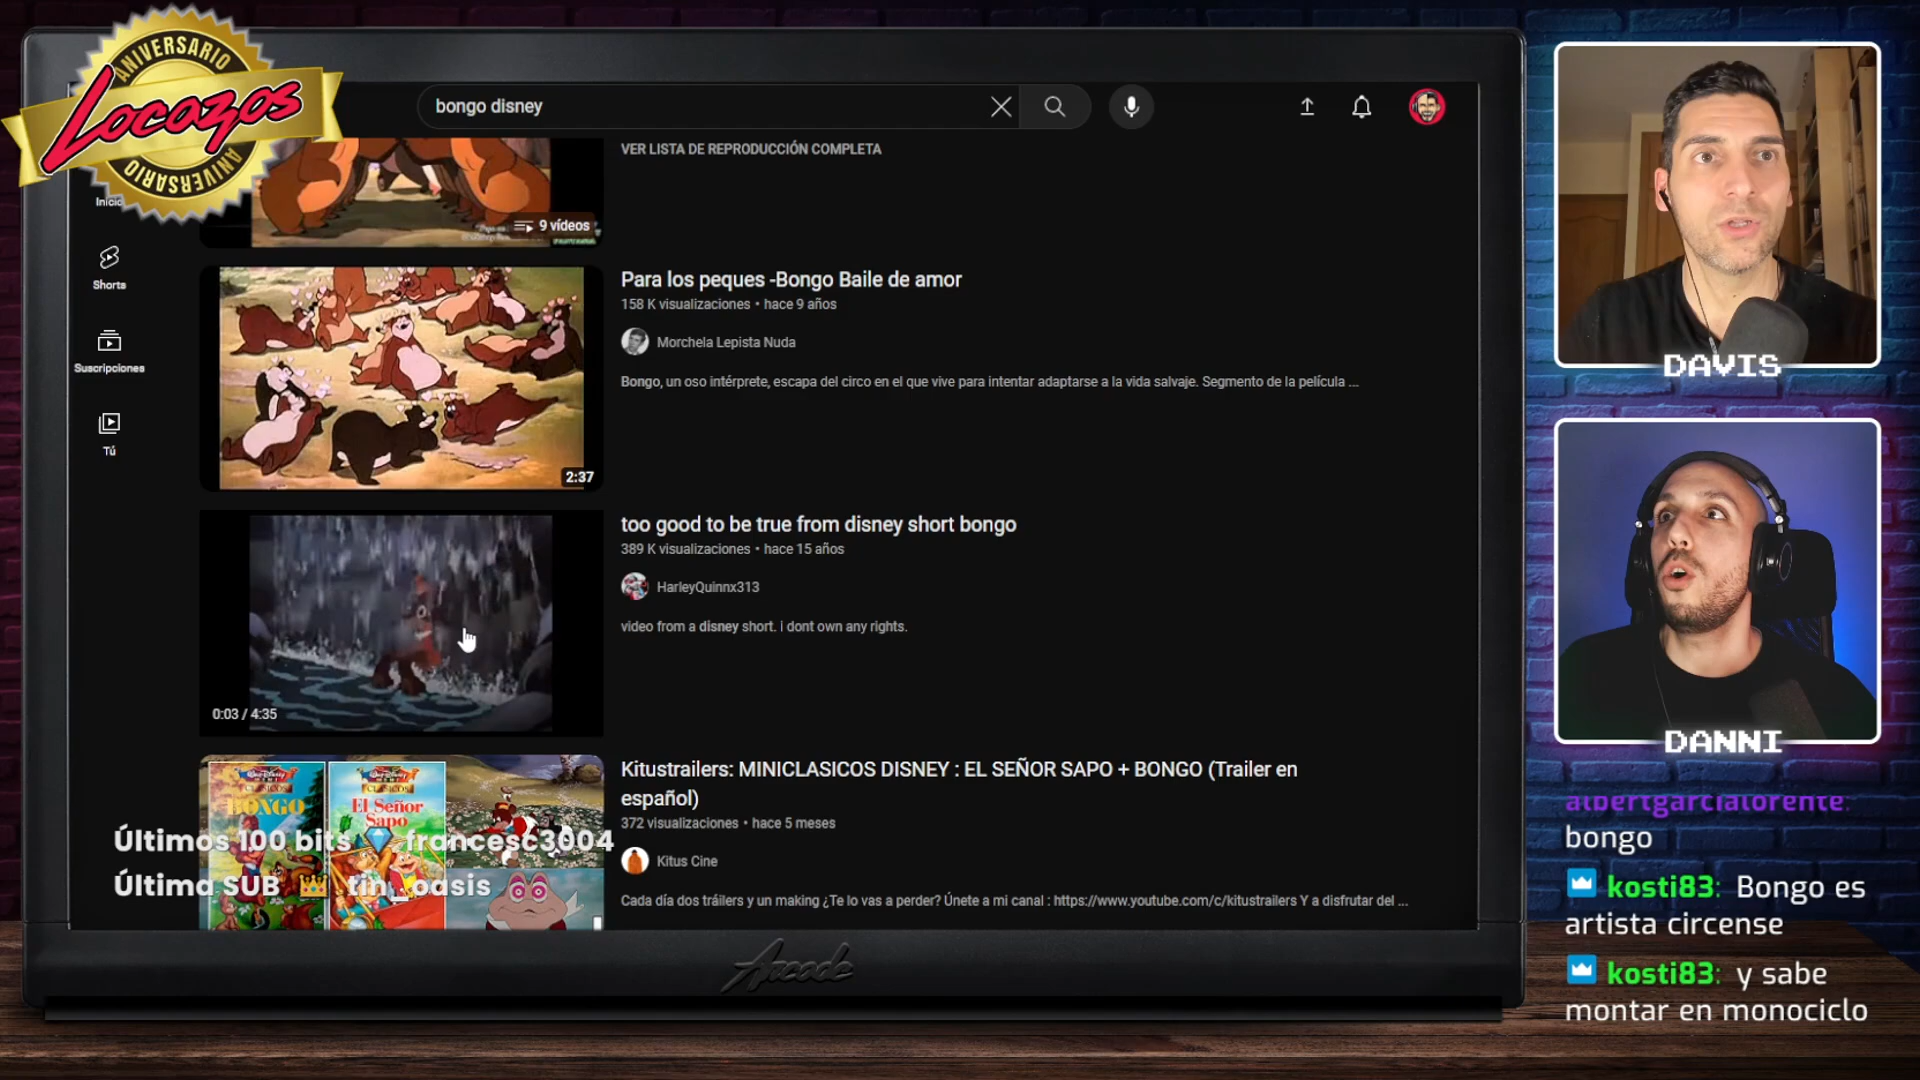 ANIVERSARIO
Locozos
ANIVERSARIO
bongo disney
VER LISTA DE REPRODUCCIÓN COMPLETA
9 vídeos
Inicio
Shorts
Suscripciones
Tú
Para los peques -Bongo Baile de amor
158 K visualizaciones • hace 9 años
Morchela Lepista Nuda
Bongo, un oso intérprete, escapa del circo en el que vive para intentar adaptarse a la vida salvaje. Segmento de la película ...
2:37
too good to be true from disney short bongo
389 K visualizaciones • hace 15 años
HarleyQuinnx313
video from a disney short. i dont own any rights.
0:03 / 4:35
Kitustrailers: MINICLASICOS DISNEY : EL SEÑOR SAPO + BONGO (Trailer en
español)
372 visualizaciones • hace 5 meses
Kitus Cine
Cada día dos tráilers y un making ¿Te lo vas a perder? Únete a mi canal : https://www.youtube.com/c/kitustrailers Y a disfrutar del ...
BONGO
El Señor
Sapo
Últimos 100 bits francesc3004
Última SUB tin_oasis
Arcade
DAVIS
DANNI
albertgarciallorente:
bongo
kosti83: Bongo es
artista circense
kosti83: y sabe
montar en monociclo